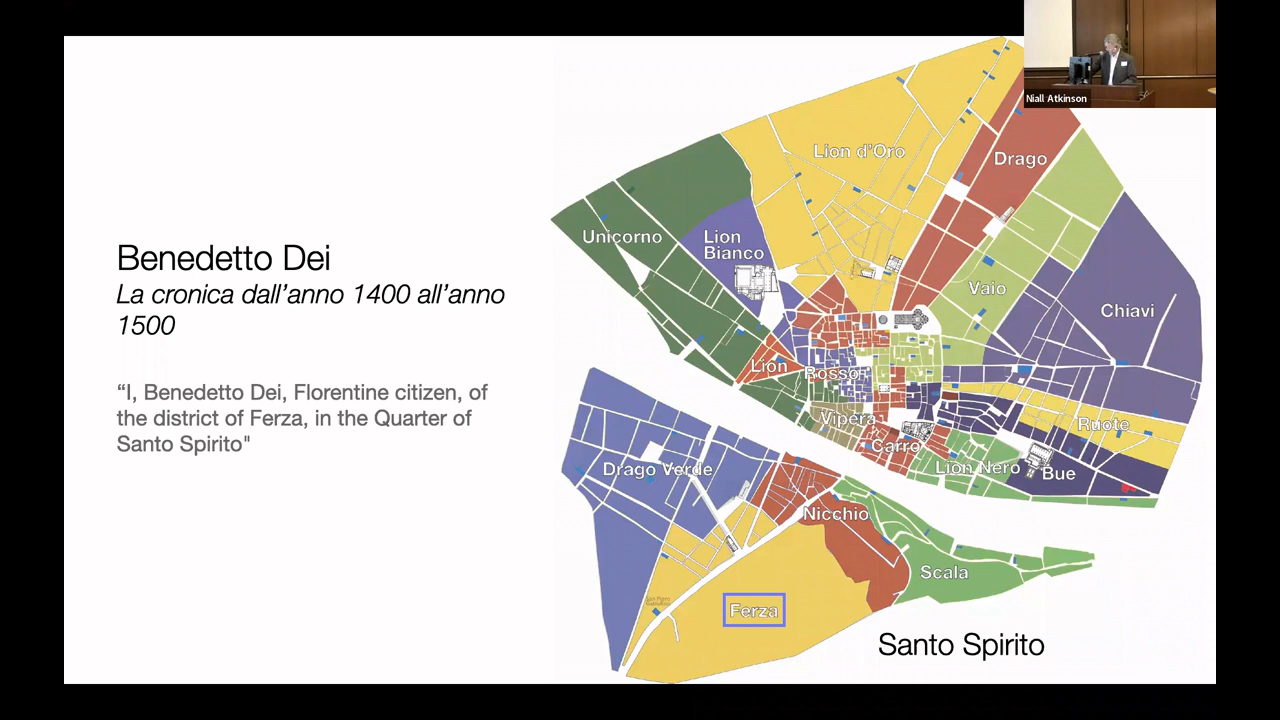 Niall Atkinson
Benedetto Dei
La cronica dall'anno 1400 all'anno
1500
“I, Benedetto Dei, Florentine citizen, of
the district of Ferza, in the Quarter of
Santo Spirito"
Lion d'Oro
Drago
Unicorno
Lion
Bianco
Vaio
Chiavi
Lion
Rosso
Vipera
Carro
Ruote
Lion Nero
Bue
Drago Verde
Nicchio
Scala
Ferza
Santo Spirito